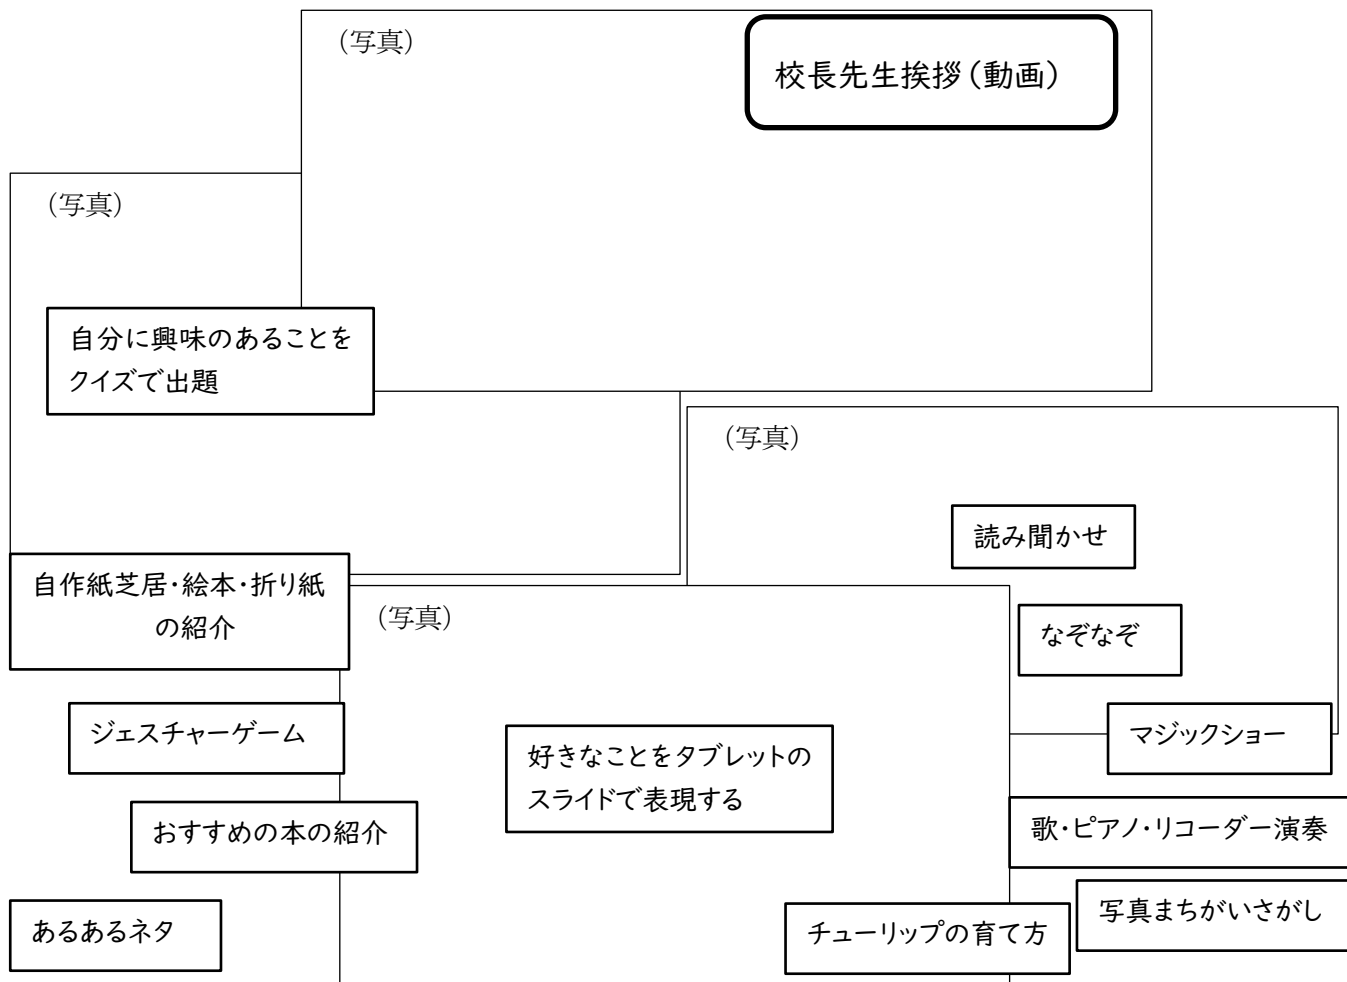 (写真)
校長先生挨拶(動画)
(写真)
自分に興味のあることを
クイズで出題
(写真)
読み聞かせ
自作紙芝居・絵本・折り紙
の紹介
(写真)
なぞなぞ
ジェスチャーゲーム
好きなことをタブレットの
スライドで表現する
マジックショー
おすすめの本の紹介
歌・ピアノ・リコーダー演奏
あるあるネタ
チューリップの育て方
写真まちがいさがし